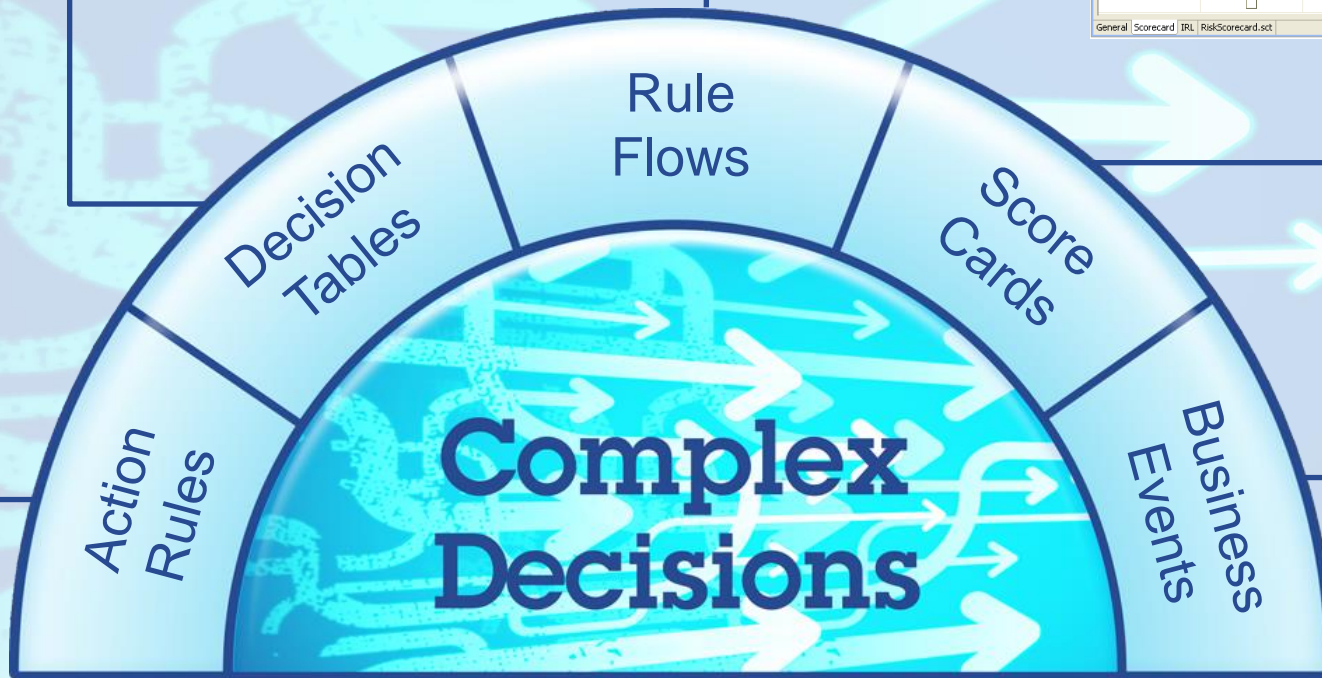 General Scorecard IRL RiskScorecard.sct
Rule
Flows
Decision
Tables
Score
Cards
Action
Rules
Business
Events
Complex
Decisions